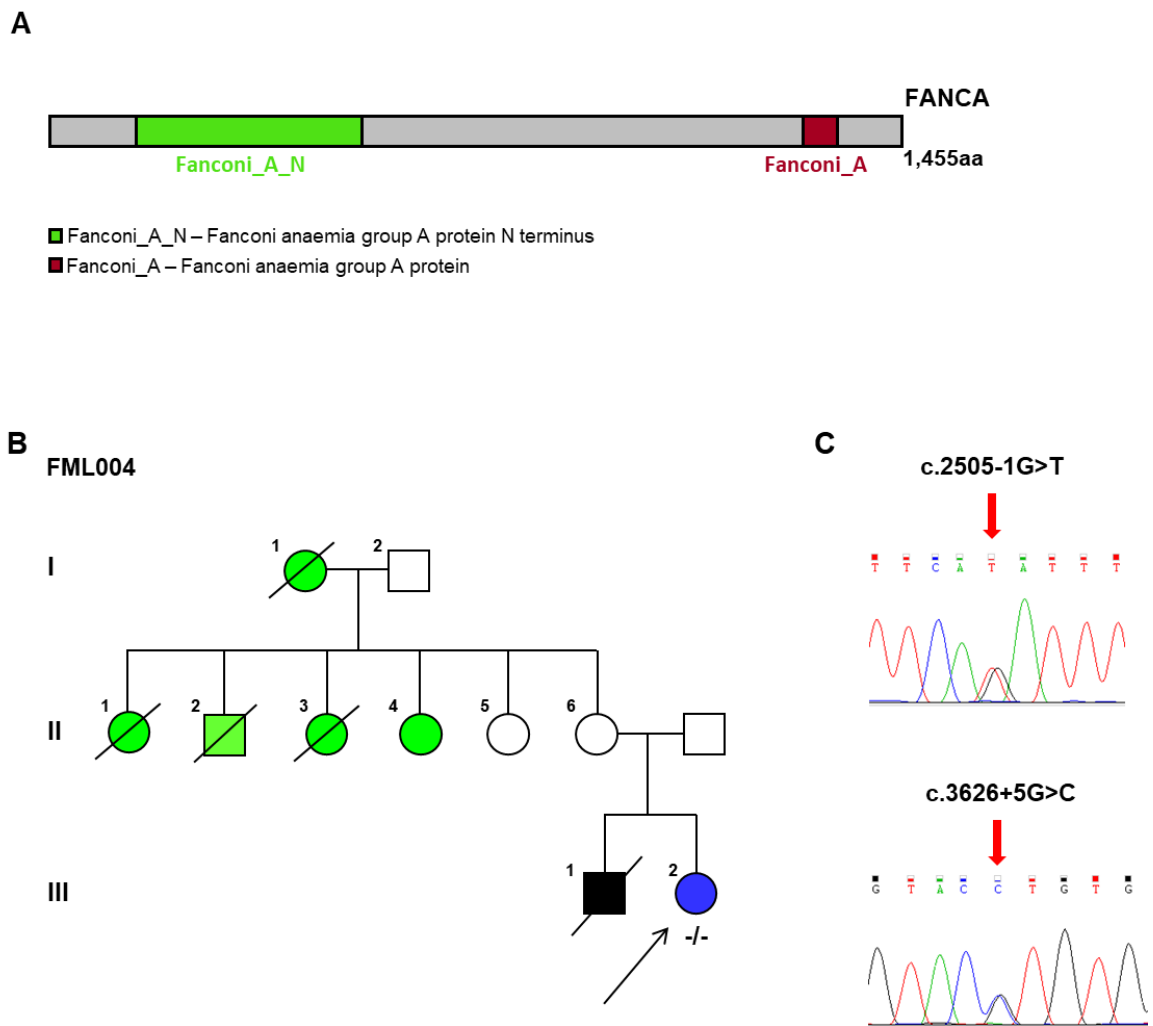 A
FANCA
Fanconi_A_N
Fanconi_A
1,455aa
Fanconi_A_N – Fanconi anaemia group A protein N terminus
Fanconi_A – Fanconi anaemia group A protein
B
FML004
I
1
2
II
1
2
3
4
5
6
III
1
2
-/-
C
c.2505-1G>T
T T C A T A T T T
c.3626+5G>C
G T A C C T G T G